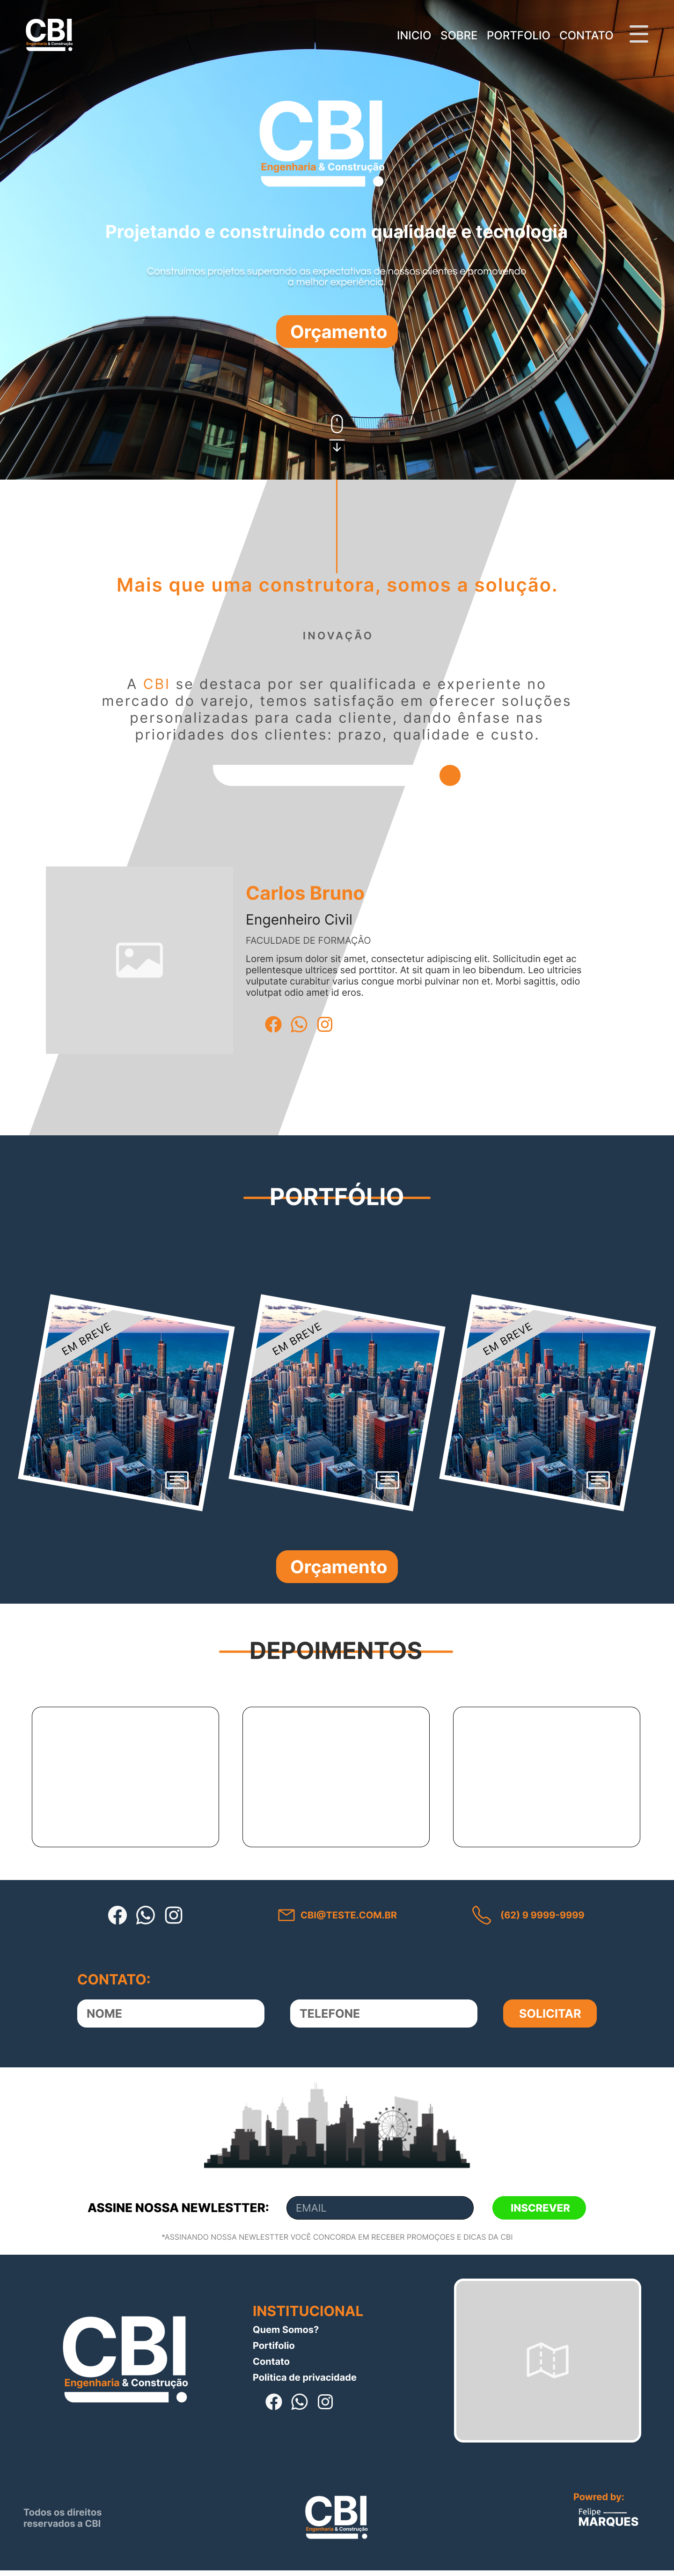 CBI
Engenharia & Construção
INICIO SOBRE PORTFOLIO CONTATO
CBI
Engenharia & Construção
Projetando e construindo com qualidade e tecnologia
Construimos projetos superando as expectativas de nossos clientes e promovendo
a melhor experiência.
Orçamento
Mais que uma construtora, somos a solução.
INOVAÇÃO
A CBI se destaca por ser qualificada e experiente no
mercado do varejo, temos satisfação em oferecer soluções
personalizadas para cada cliente, dando ênfase nas
prioridades dos clientes: prazo, qualidade e custo.
Carlos Bruno
Engenheiro Civil
FACULDADE DE FORMAÇÃO
Lorem ipsum dolor sit amet, consectetur adipiscing elit. Sollicitudin eget ac
pellentesque ultrices sed porttitor. At sit quam in leo bibendum. Leo ultricies
vulputate curabitur varius congue morbi pulvinar non et. Morbi sagittis, odio
volutpat odio amet id eros.
PORTFÓLIO
EM BREVE
EM BREVE
EM BREVE
Orçamento
DEPOIMENTOS
CBI@TESTE.COM.BR
(62) 9 9999-9999
CONTATO:
NOME
TELEFONE
SOLICITAR
ASSINE NOSSA NEWLESTTER:
EMAIL
INSCREVER
*ASSINANDO NOSSA NEWLESTTER VOCÊ CONCORDA EM RECEBER PROMOÇOES E DICAS DA CBI
CBI
Engenharia & Construção
INSTITUCIONAL
Quem Somos?
Portifolio
Contato
Politica de privacidade
Todos os direitos
reservados a CBI
CBI
Engenharia & Construção
Powred by:
Felipe
MARQUES